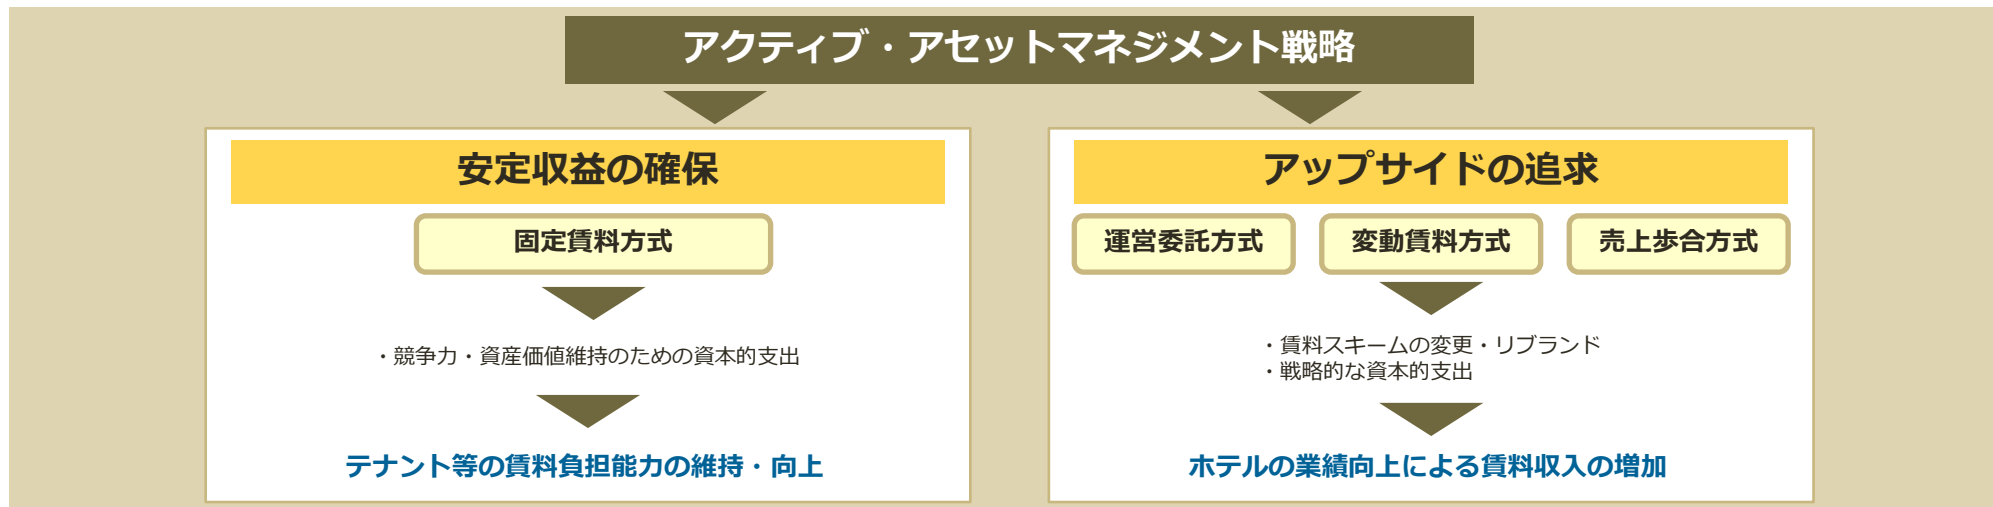 アクティブ・アセットマネジメント戦略
安定収益の確保
固定賃料方式
・競争力・資産価値維持のための資本的支出
テナント等の賃料負担能力の維持・向上
アップサイドの追求
運営委託方式
変動賃料方式
売上歩合方式
・賃料スキームの変更・リブランド
・戦略的な資本的支出
ホテルの業績向上による賃料収入の増加